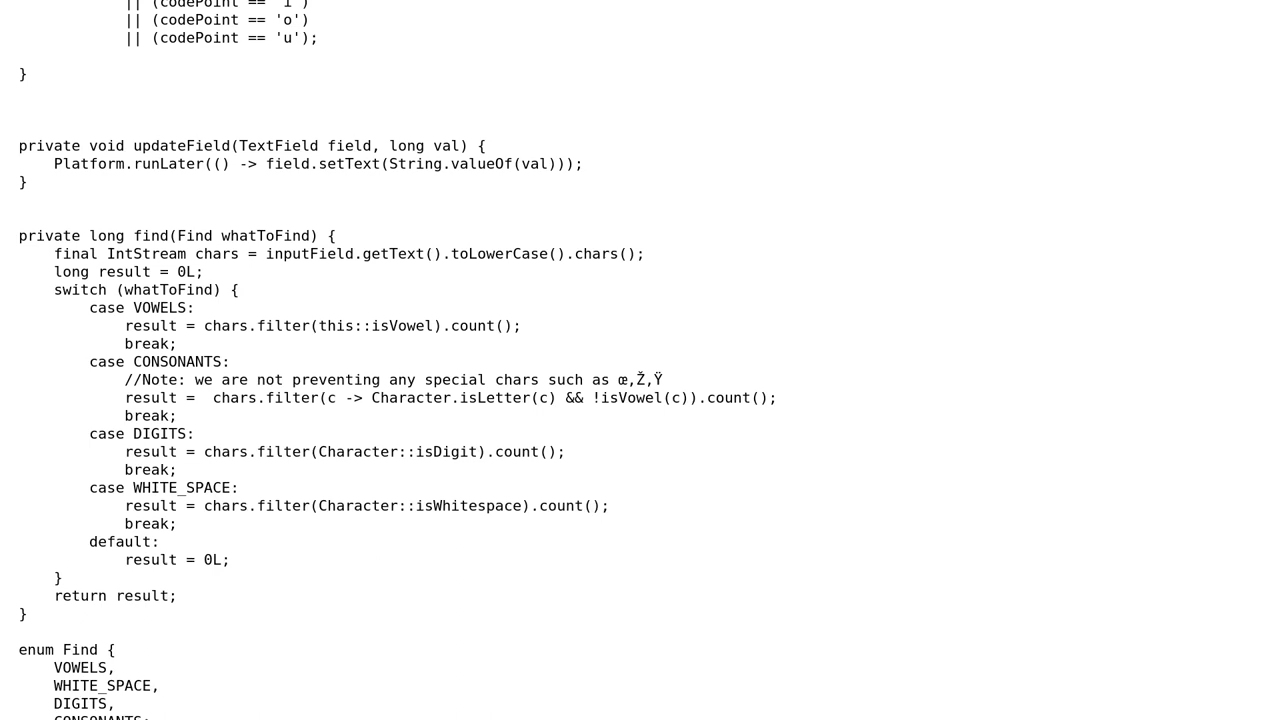 || (codePoint == 'i')
|| (codePoint == 'o')
|| (codePoint == 'u');
}
private void updateField(TextField field, long val) {
Platform.runLater(() -> field.setText(String.valueOf(val)));
}
private long find(Find whatToFind) {
final IntStream chars = inputField.getText().toLowerCase().chars();
long result = 0L;
switch (whatToFind) {
case VOWELS:
result = chars.filter(this::isVowel).count();
break;
case CONSONANTS:
//Note: we are not preventing any special chars such as œ,Ž,Ÿ
result =  chars.filter(c -> Character.isLetter(c) && !isVowel(c)).count();
break;
case DIGITS:
result = chars.filter(Character::isDigit).count();
break;
case WHITE_SPACE:
result = chars.filter(Character::isWhitespace).count();
break;
default:
result = 0L;
}
return result;
}
enum Find {
VOWELS,
WHITE_SPACE,
DIGITS,
CONSONANTS;